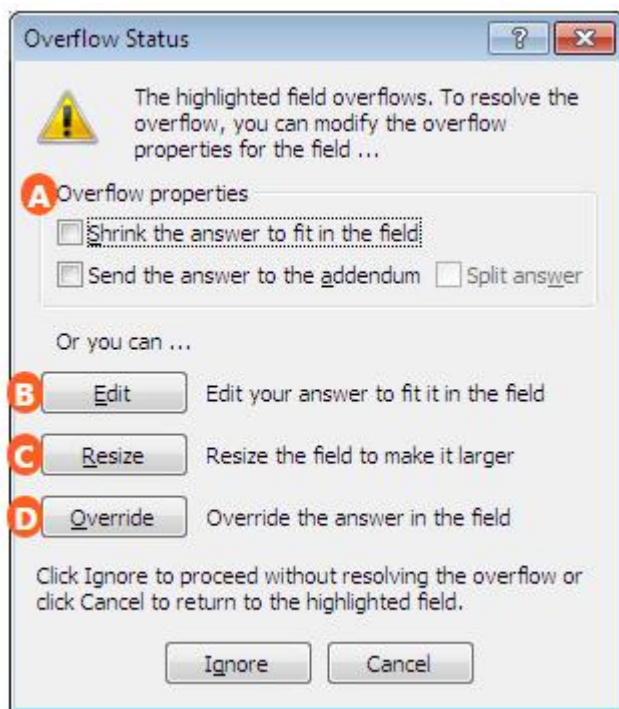 Overflow Status
The highlighted field overflows. To resolve the
overflow, you can modify the overflow
properties for the field ...
A Overflow properties
Shrink the answer to fit in the field
Send the answer to the addendum Split answer
Or you can ...
B Edit Edit your answer to fit it in the field
C Resize Resize the field to make it larger
D Override Override the answer in the field
Click Ignore to proceed without resolving the overflow or
click Cancel to return to the highlighted field.
Ignore Cancel